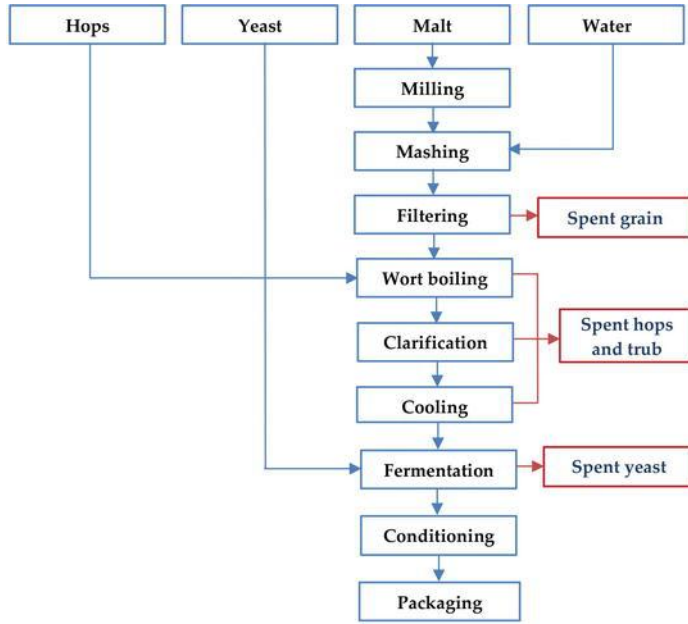 Hops
Yeast
Malt
Water
Milling
Mashing
Filtering
Spent grain
Wort boiling
Clarification
Spent hops
and trub
Cooling
Fermentation
Spent yeast
Conditioning
Packaging